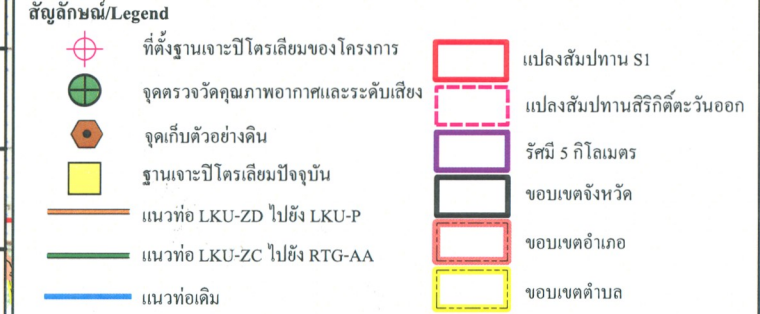 สัญลักษณ์/Legend
ที่ตั้งฐานเจาะปิโตรเลียมของโครงการ
จุดตรวจวัดคุณภาพอากาศและระดับเสียง
จุดเก็บตัวอย่างดิน
ฐานเจาะปิโตรเลียมปัจจุบัน
แนวท่อ LKU-ZD ไปยัง LKU-P
แนวท่อ LKU-ZC ไปยัง RTG-AA
แนวท่อเดิม
แปลงสัมปทาน S1
แปลงสัมปทานสิริกิติ์ตะวันออก
รัศมี 5 กิโลเมตร
ขอบเขตจังหวัด
ขอบเขตอำเภอ
ขอบเขตตำบล